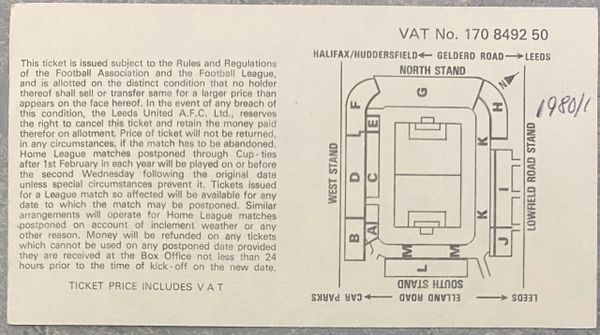 VAT No. 170 8492 50
This ticket is issued subject to the Rules and Regulations
of the Football Association and the Football League,
and is allotted on the distinct condition that no holder
thereof shall sell or transfer same for a larger price than
appears on the face hereof. In the event of any breach of
this condition, the Leeds United A.F.C. Ltd., reserves
the right to cancel this ticket and retain the money paid
therefor on allotment. Price of ticket will not be returned,
in any circumstances, if the match has to be abandoned.
Home League matches postponed through Cup-ties
after 1st February in each year will be played on or before
the second Wednesday following the original date
unless special circumstances prevent it. Tickets issued
for a League match so affected will be available for any
date to which the match may be postponed. Similar
arrangements will operate for Home League matches
postponed on account of inclement weather or any
other reason. Money will be refunded on any tickets
which cannot be used on any postponed date provided
they are received at the Box Office not less than 24
hours prior to the time of kick-off on the new date.
TICKET PRICE INCLUDES VAT
HALIFAX/HUDDERSFIELD ← GELDERD ROAD → LEEDS
NORTH STAND
N
G
F
H
L
E
K
WEST STAND
D
C
I
LOWFIELD ROAD STAND
K
B
A
J
M
M
L
SOUTH STAND
CAR PARKS ← ELLAND ROAD → LEEDS
1980/1